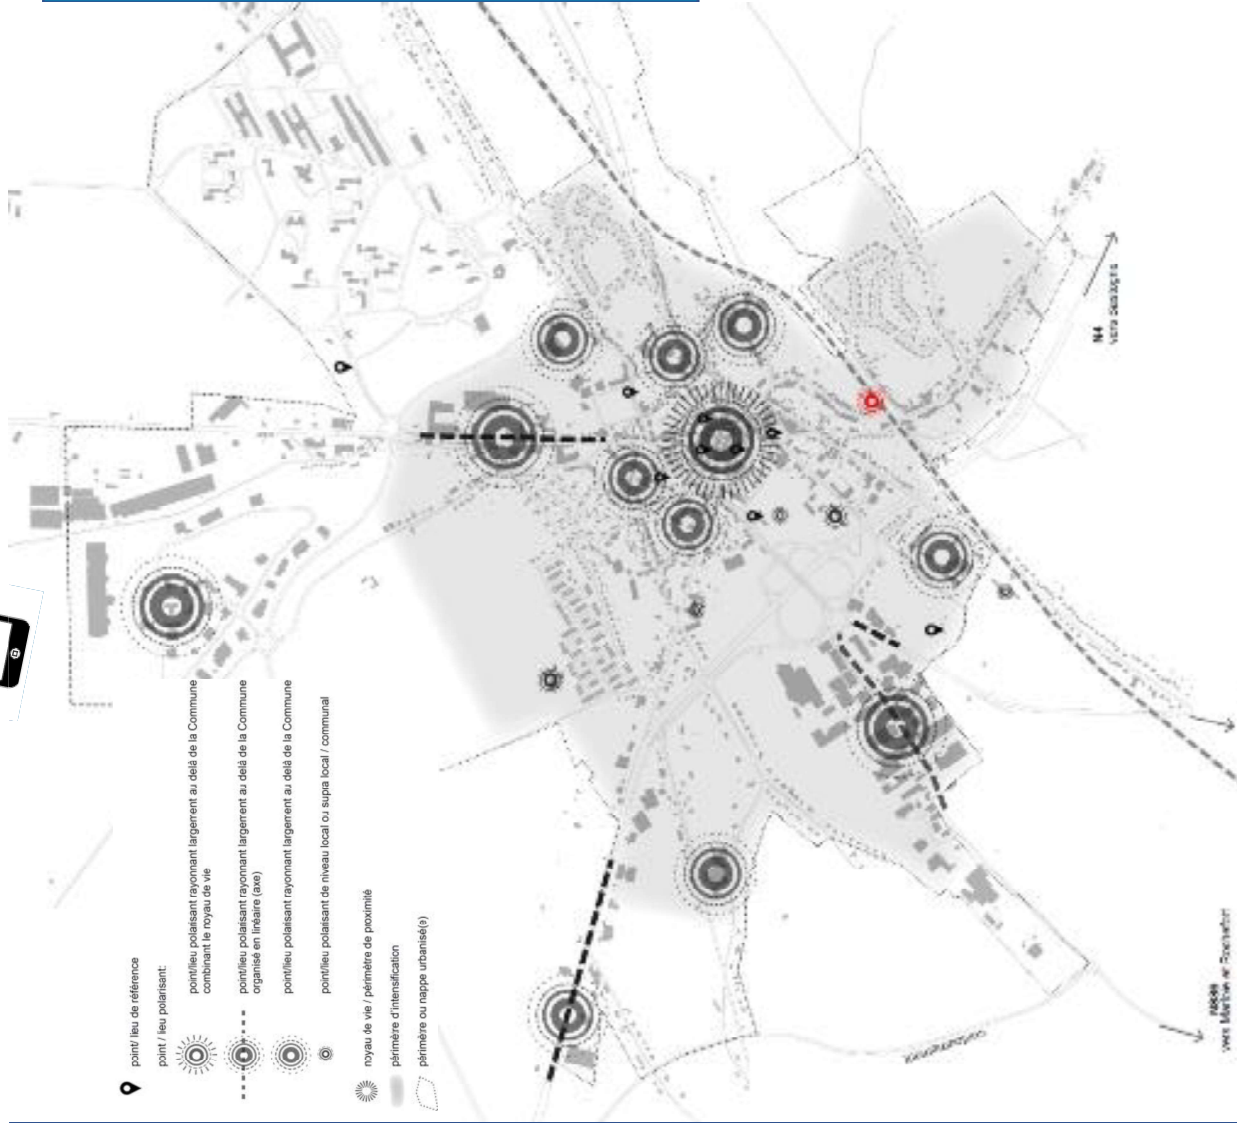 point/ lieu de référence
point / lieu polarisant:
point/lieu polarisant rayonnant largement au delà de la Commune
combinant le noyau de vie
point/lieu polarisant rayonnant largement au delà de la Commune
organisé en linéaire (axe)
point/lieu polarisant rayonnant largement au delà de la Commune
point/lieu polarisant de niveau local ou supra local / communal
noyau de vie / périmètre de proximité
périmètre d'intensification
périmètre ou nappe urbanisé(e)
N4
vers Bastogne
vers Marloie et Rochefort